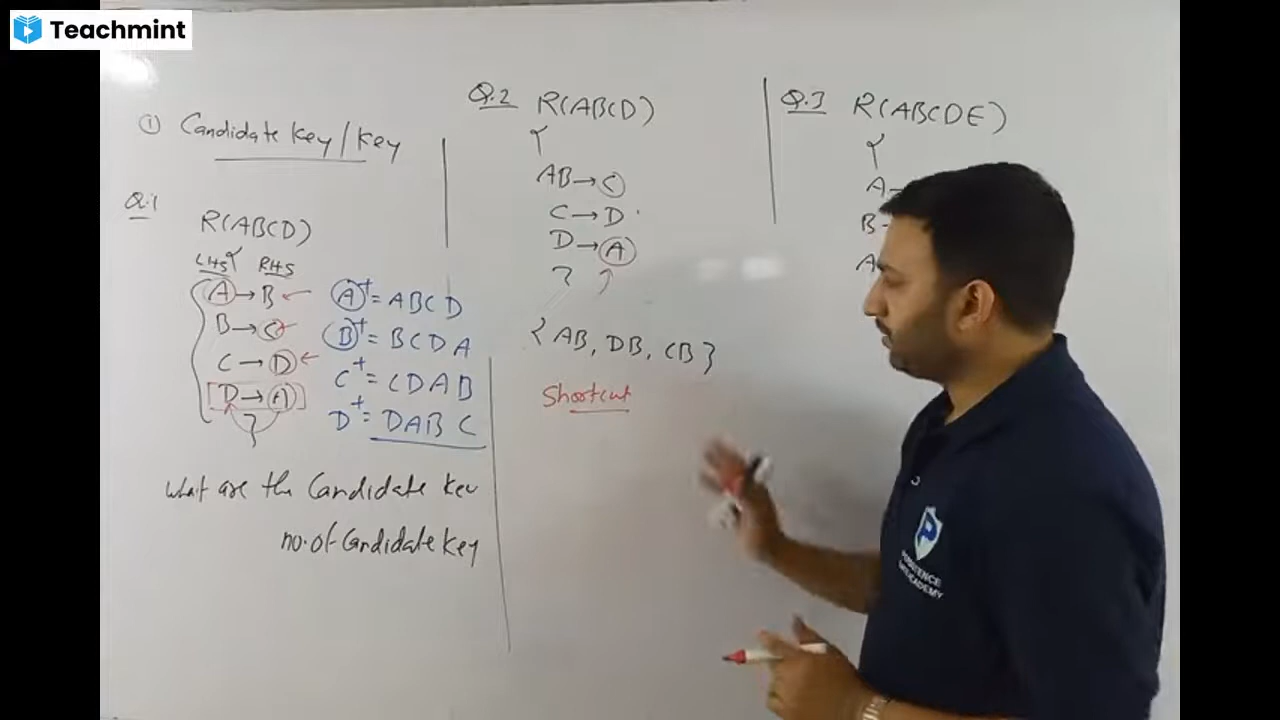 Teachmint
① Candidate Key / Key
Q.1
R(ABCD)
LHS { RHS
A → B
B → C
C → D
[D → A]
}
A⁺ = ABCD
B⁺ = BCDA
C⁺ = CDAB
D⁺ = DABC
What are the Candidate Key
no. of Candidate Key
Q.2 R(ABCD)
{
AB → C
C → D
D → A
}
{ AB, DB, CB }
Shortcut
Q.3 R(ABCDE)
{
A →
B -
A